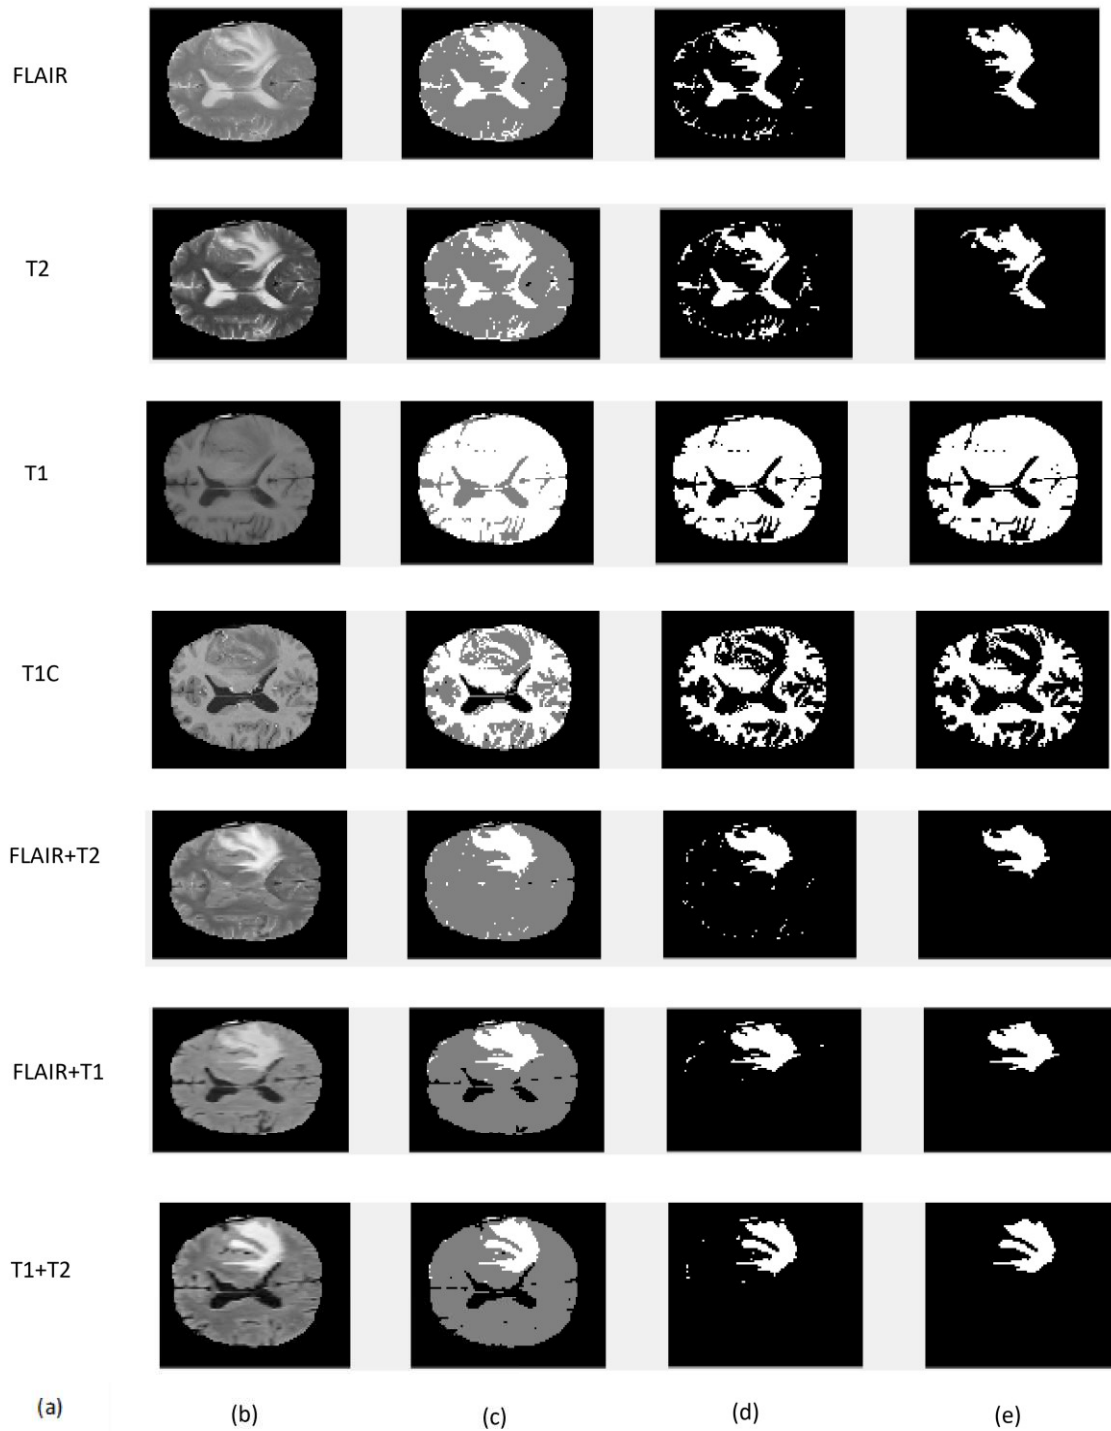 FLAIR
T2
T1
T1C
FLAIR+T2
FLAIR+T1
T1+T2
(a) (b) (c) (d) (e)